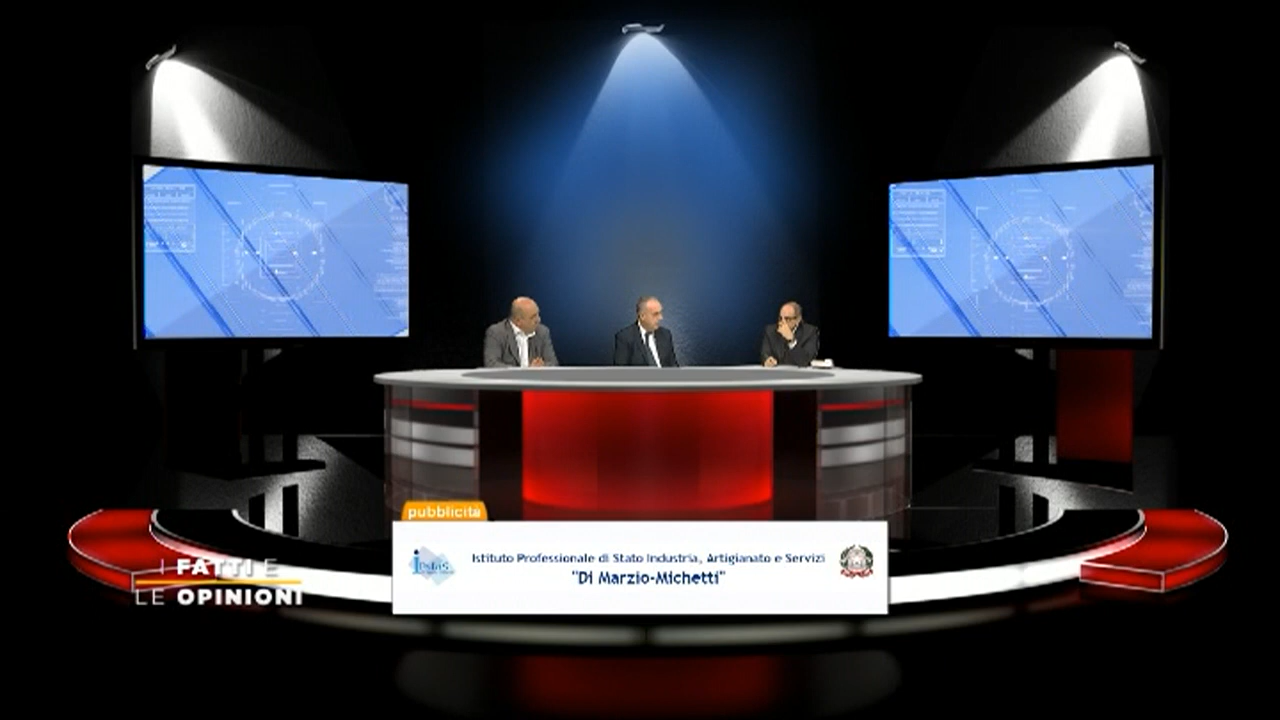 pubblicità
Istituto Professionale di Stato Industria, Artigianato e Servizi
"Di Marzio-Michetti"
I FATTI E
LE OPINIONI